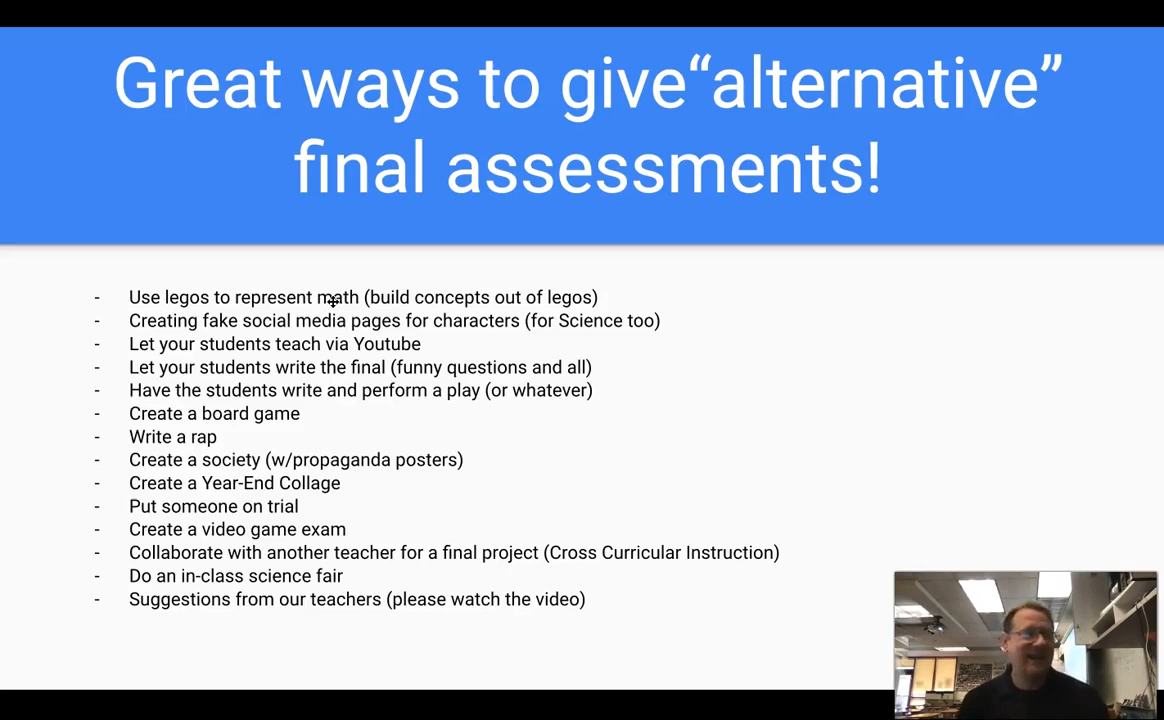 Great ways to give“alternative”
final assessments!
- Use legos to represent math (build concepts out of legos)
- Creating fake social media pages for characters (for Science too)
- Let your students teach via Youtube
- Let your students write the final (funny questions and all)
- Have the students write and perform a play (or whatever)
- Create a board game
- Write a rap
- Create a society (w/propaganda posters)
- Create a Year-End Collage
- Put someone on trial
- Create a video game exam
- Collaborate with another teacher for a final project (Cross Curricular Instruction)
- Do an in-class science fair
- Suggestions from our teachers (please watch the video)